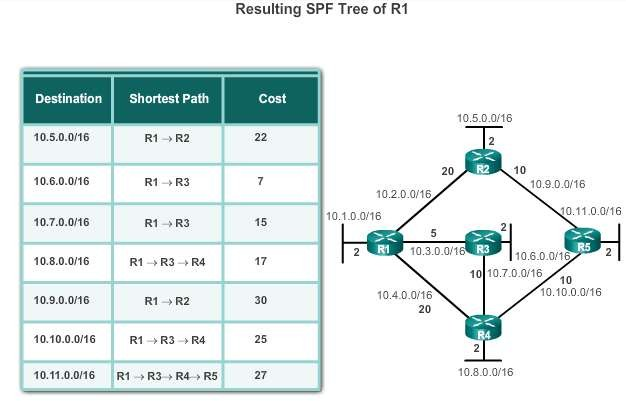 Resulting SPF Tree of R1
Destination Shortest Path Cost
10.5.0.0/16 R1 → R2 22
10.6.0.0/16 R1 → R3 7
10.7.0.0/16 R1 → R3 15
10.8.0.0/16 R1 → R3 → R4 17
10.9.0.0/16 R1 → R2 30
10.10.0.0/16 R1 → R3 → R4 25
10.11.0.0/16 R1 → R3 → R4 → R5 27
10.5.0.0/16
2
R2
20
10
10.9.0.0/16
10.2.0.0/16
10.1.0.0/16
10.11.0.0/16
2
R1
5
10.3.0.0/16
R3
2
10.6.0.0/16
R5
2
10
10.7.0.0/16
10
10.10.0.0/16
10.4.0.0/16
20
R4
2
10.8.0.0/16